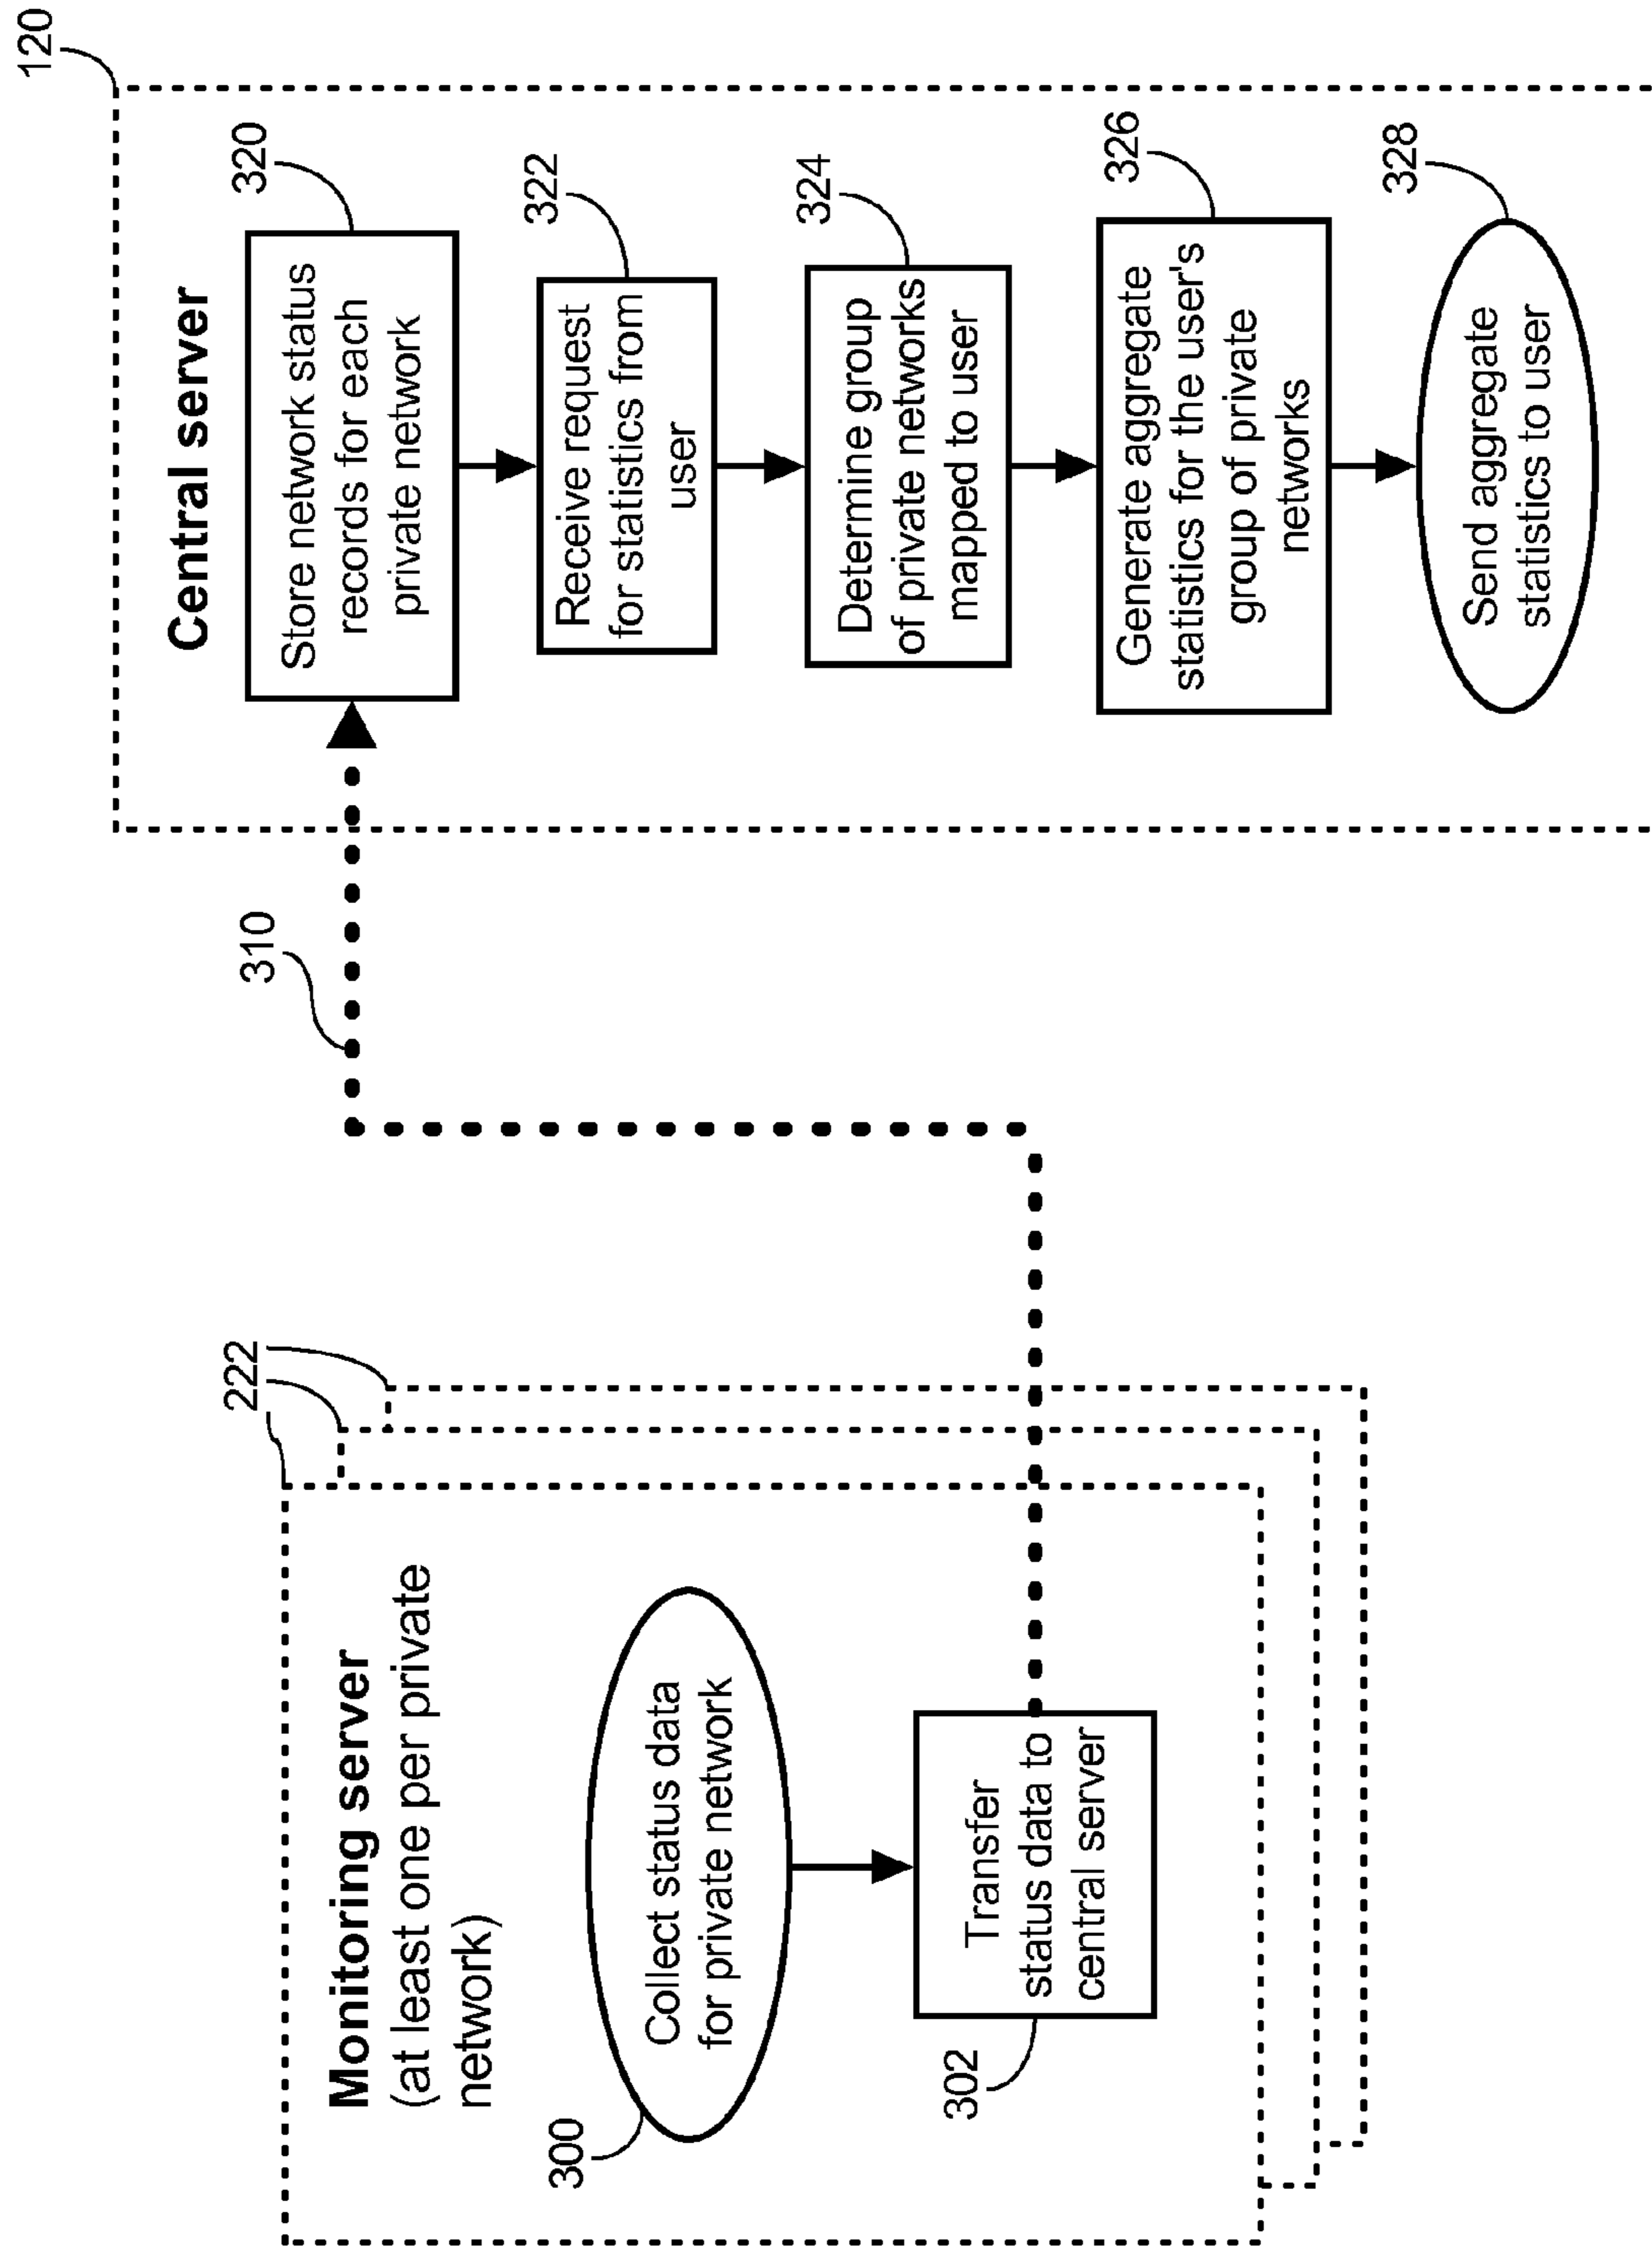 Monitoring server
(at least one per private
network)
222
300
Collect status data
for private network
302
Transfer
status data to
central server
310
120
Central server
320
Store network status
records for each
private network
322
Receive request
for statistics from
user
324
Determine group
of private networks
mapped to user
326
Generate aggregate
statistics for the user's
group of private
networks
328
Send aggregate
statistics to user